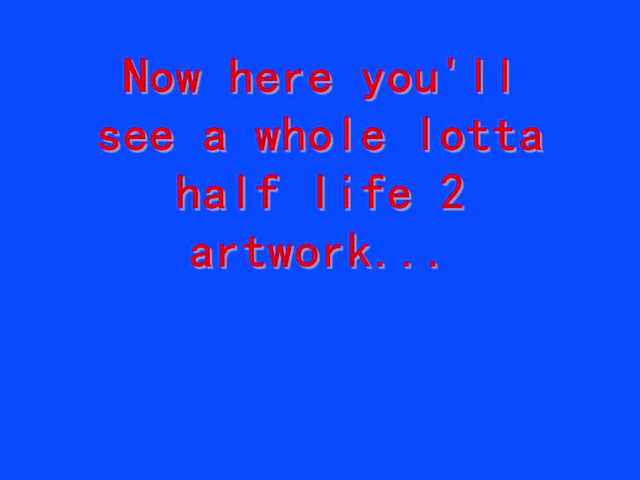 Now here you'll
see a whole lotta
half life 2
artwork...